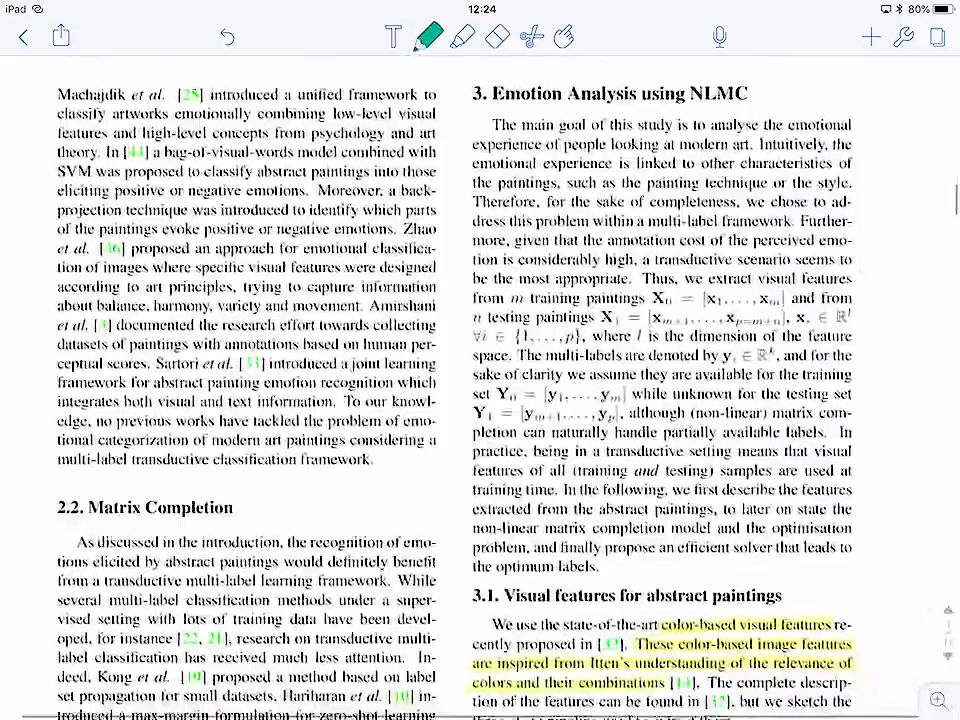 iPad
12:24
80%
Machajdik et al. [25] introduced a unified framework to
classify artworks emotionally combining low-level visual
features and high-level concepts from psychology and art
theory. In [44] a bag-of-visual-words model combined with
SVM was proposed to classify abstract paintings into those
eliciting positive or negative emotions. Moreover, a back-
projection technique was introduced to identify which parts
of the paintings evoke positive or negative emotions. Zhao
et al. [46] proposed an approach for emotional classifica-
tion of images where specific visual features were designed
according to art principles, trying to capture information
about balance, harmony, variety and movement. Amirshahi
et al. [3] documented the research effort towards collecting
datasets of paintings with annotations based on human per-
ceptual scores. Sartori et al. [33] introduced a joint learning
framework for abstract painting emotion recognition which
integrates both visual and text information. To our knowl-
edge, no previous works have tackled the problem of emo-
tional categorization of modern art paintings considering a
multi-label transductive classification framework.
2.2. Matrix Completion
As discussed in the introduction, the recognition of emo-
tions elicited by abstract paintings would definitely benefit
from a transductive multi-label learning framework. While
several multi-label classification methods under a super-
vised setting with lots of training data have been devel-
oped, for instance [22, 21], research on transductive multi-
label classification has received much less attention. In-
deed, Kong et al. [19] proposed a method based on label
set propagation for small datasets. Hariharan et al. [10] in-
troduced a max-margin formulation for zero-shot learning
3. Emotion Analysis using NLMC
The main goal of this study is to analyse the emotional
experience of people looking at modern art. Intuitively, the
emotional experience is linked to other characteristics of
the paintings, such as the painting technique or the style.
Therefore, for the sake of completeness, we chose to ad-
dress this problem within a multi-label framework. Further-
more, given that the annotation cost of the perceived emo-
tion is considerably high, a transductive scenario seems to
be the most appropriate. Thus, we extract visual features
from m training paintings X₀ = [x₁,...,xₘ] and from
n testing paintings X₁ = [xₘ₊₁,...,xₚ₌ₘ₊ₙ], xᵢ ∈ ℝˡ
∀i ∈ {1,...,p}, where l is the dimension of the feature
space. The multi-labels are denoted by yᵢ ∈ ℝᵏ, and for the
sake of clarity we assume they are available for the training
set Y₀ = [y₁,...,yₘ] while unknown for the testing set
Y₁ = [yₘ₊₁,...,yₚ], although (non-linear) matrix com-
pletion can naturally handle partially available labels. In
practice, being in a transductive setting means that visual
features of all (training and testing) samples are used at
training time. In the following, we first describe the features
extracted from the abstract paintings, to later on state the
non-linear matrix completion model and the optimisation
problem, and finally propose an efficient solver that leads to
the optimum labels.
3.1. Visual features for abstract paintings
We use the state-of-the-art color-based visual features re-
cently proposed in [32]. These color-based image features
are inspired from Itten's understanding of the relevance of
colors and their combinations [14]. The complete descrip-
tion of the features can be found in [32], but we sketch the